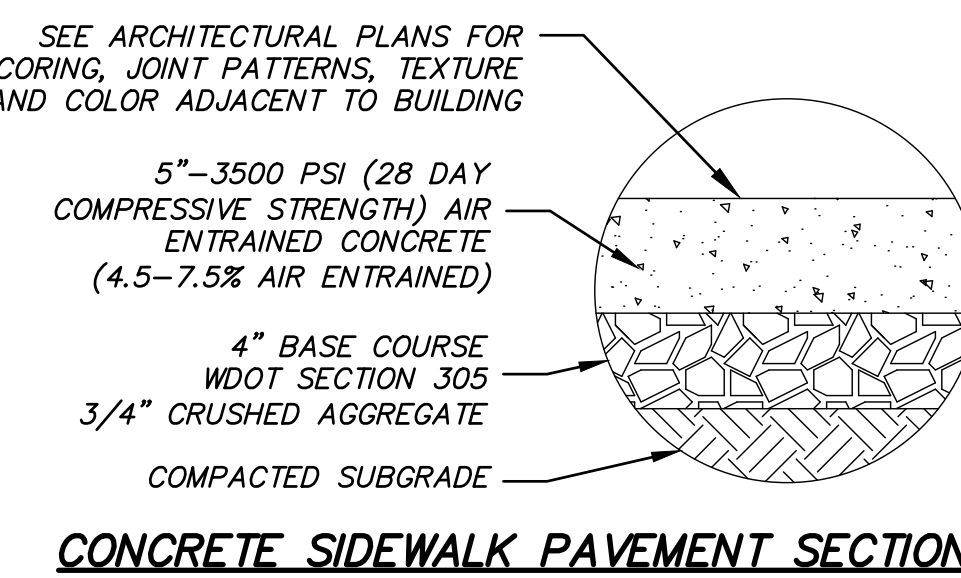 SEE ARCHITECTURAL PLANS FOR
CORING, JOINT PATTERNS, TEXTURE
AND COLOR ADJACENT TO BUILDING
5"-3500 PSI (28 DAY
COMPRESSIVE STRENGTH) AIR
ENTRAINED CONCRETE
(4.5-7.5% AIR ENTRAINED)
4" BASE COURSE
WDOT SECTION 305
3/4" CRUSHED AGGREGATE
COMPACTED SUBGRADE
CONCRETE SIDEWALK PAVEMENT SECTION